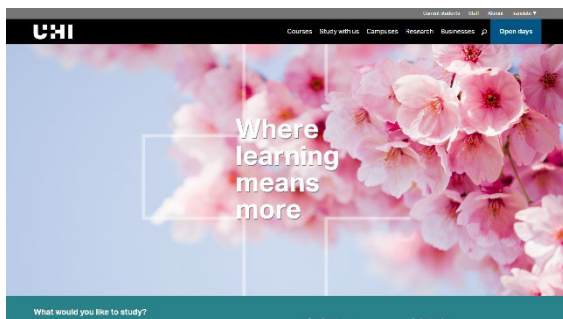 Current students Staff Alumni Translate ▼
UHI
Courses Study with us Campuses Research Businesses Open days
Where
learning
means
more
What would you like to study?